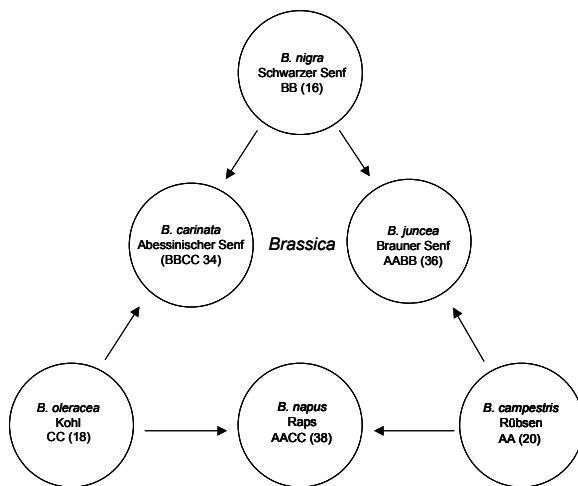 B. nigra
Schwarzer Senf
BB (16)
B. carinata
Abessinischer Senf
(BBCC 34)
Brassica
B. juncea
Brauner Senf
AABB (36)
B. oleracea
Kohl
CC (18)
B. napus
Raps
AACC (38)
B. campestris
Rübsen
AA (20)